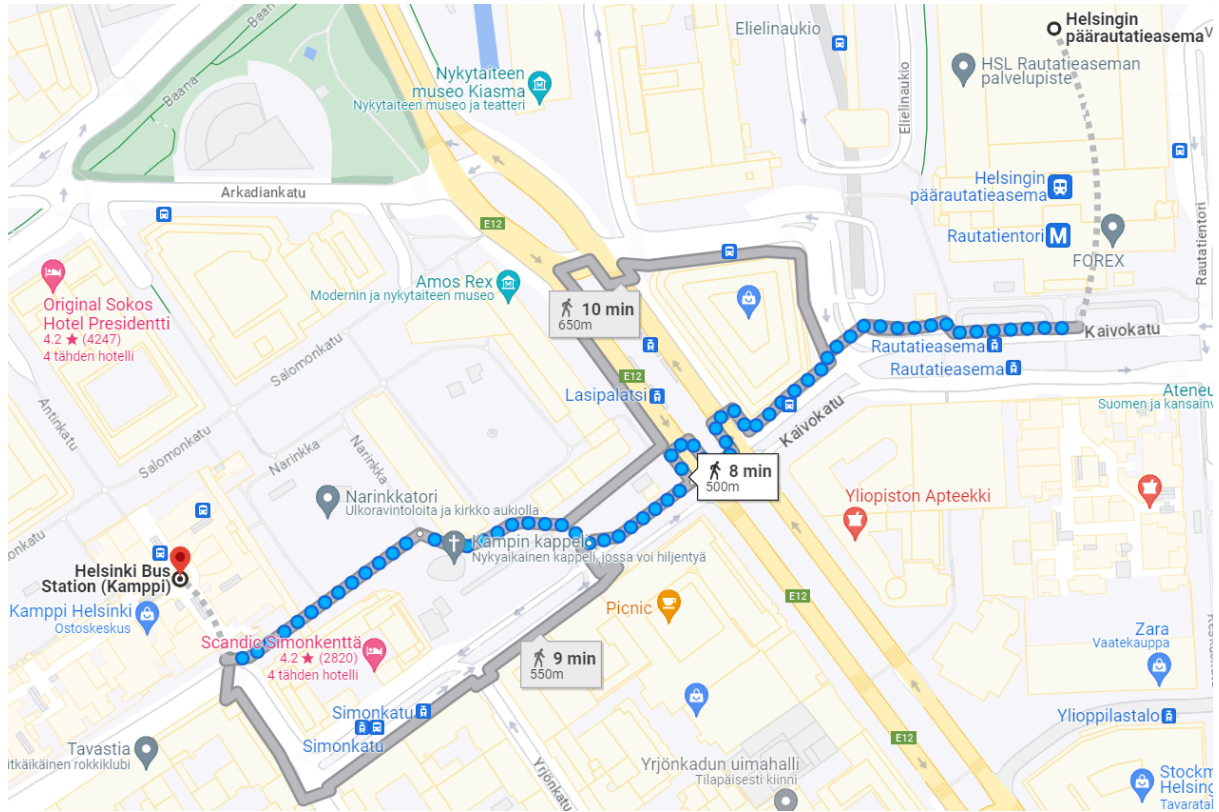 Baana
Baana
Nykytaiteen
museo Kiasma
Nykytaiteen museo ja teatteri
Elielinaukio
Elielinaukio
Helsingin
päärautatieasema
HSL Rautatieaseman
palvelupiste
Helsingin
päärautatieasema
Rautatientori
M
FOREX
Rautatientori
Arkadiankatu
E12
Original Sokos
Hotel Presidentti
4.2 ★ (4247)
4 tähden hotelli
Amos Rex
Modernin ja nykytaiteen museo
10 min
650m
Salomonkatu
Kaivokatu
Rautatieasema
Rautatieasema
E12
Lasipalatsi
Kaivokatu
Ateneu
Suomen ja kansainv
Antinkatu
Salomonkatu
Narinkka
Narinkka
8 min
500m
Narinkkatori
Ulkoravintoloita ja kirkko aukiolla
Yliopiston Apteekki
Kampin kappeli
Nykyaikainen kappeli, jossa voi hiljentyä
Helsinki Bus
Station (Kamppi)
Kamppi Helsinki
Ostoskeskus
Picnic
E12
Scandic Simonkenttä
4.2 ★ (2820)
4 tähden hotelli
9 min
550m
Zara
Vaatekauppa
Simonkatu
Simonkatu
Ylioppilastalo
Tavastia
itkäikäinen rokkiklubi
Yrjönkatu
E12
Yrjönkadun uimahalli
Tilapäisesti kiinni
Stockm
Helsing
Tavaratal